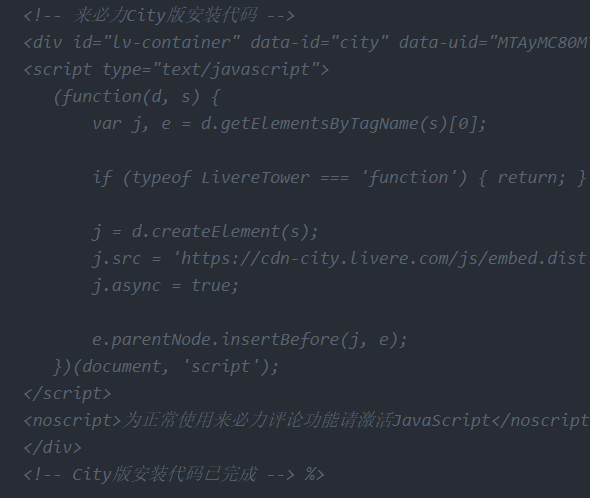 <!-- 来必力City版安装代码 -->
<div id="lv-container" data-id="city" data-uid="MTAyMC80M
<script type="text/javascript">
(function(d, s) {
var j, e = d.getElementsByTagName(s)[0];
if (typeof LivereTower === 'function') { return; }
j = d.createElement(s);
j.src = 'https://cdn-city.livere.com/js/embed.dist
j.async = true;
e.parentNode.insertBefore(j, e);
})(document, 'script');
</script>
<noscript>为正常使用来必力评论功能请激活JavaScript</noscript
</div>
<!-- City版安装代码已完成 --> %>